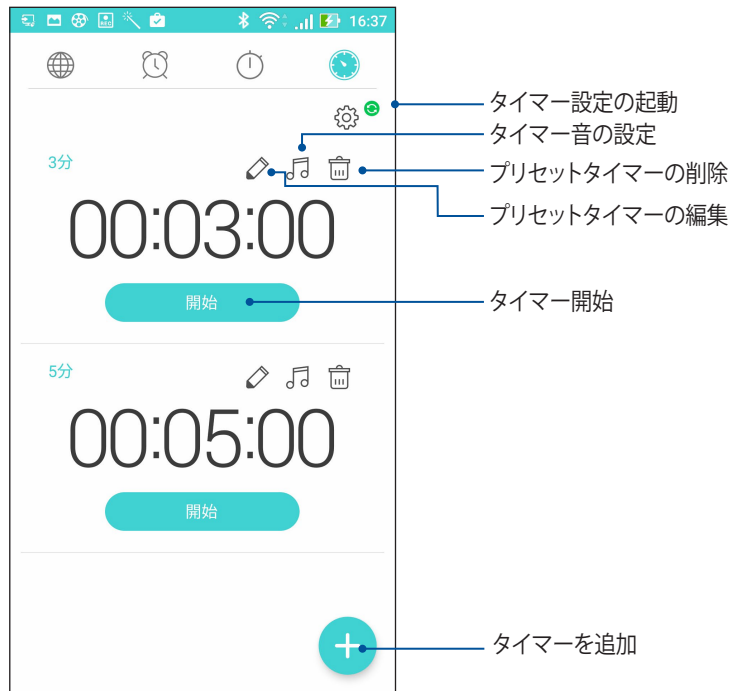 16:37
タイマー設定の起動
タイマー音の設定
3分
プリセットタイマーの削除
プリセットタイマーの編集
00:03:00
開始
タイマー開始
5分
00:05:00
開始
タイマーを追加